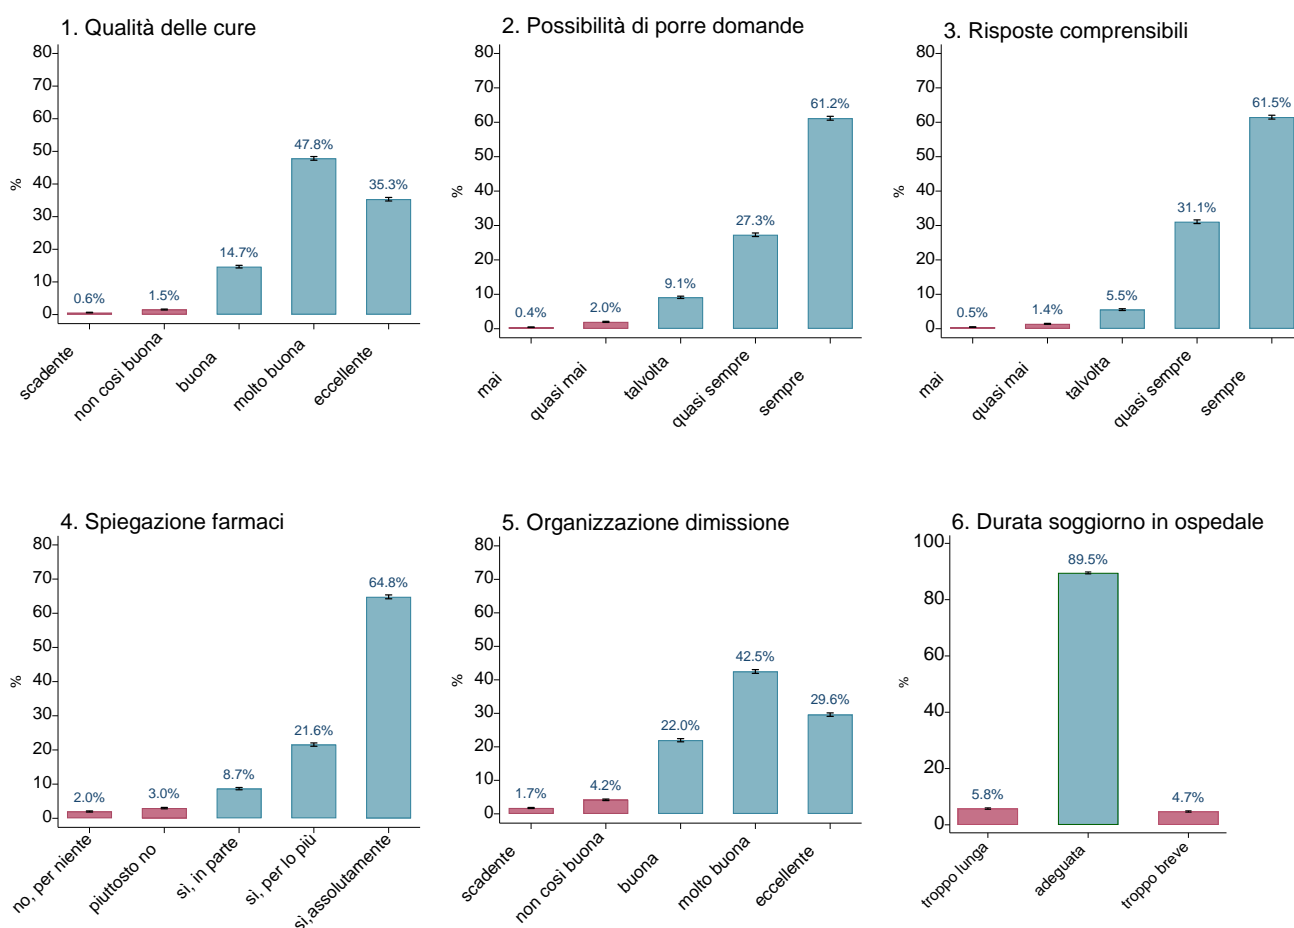 1. Qualità delle cure
80
70
60
50
40
30
20
10
0
%
0.6%
1.5%
14.7%
47.8%
35.3%
scadente
non così buona
buona
molto buona
eccellente
2. Possibilità di porre domande
80
70
60
50
40
30
20
10
0
%
0.4%
2.0%
9.1%
27.3%
61.2%
mai
quasi mai
talvolta
quasi sempre
sempre
3. Risposte comprensibili
80
70
60
50
40
30
20
10
0
%
0.5%
1.4%
5.5%
31.1%
61.5%
mai
quasi mai
talvolta
quasi sempre
sempre
4. Spiegazione farmaci
80
70
60
50
40
30
20
10
0
%
2.0%
3.0%
8.7%
21.6%
64.8%
no, per niente
piuttosto no
sì, in parte
sì, per lo più
sì,assolutamente
5. Organizzazione dimissione
80
70
60
50
40
30
20
10
0
%
1.7%
4.2%
22.0%
42.5%
29.6%
scadente
non così buona
buona
molto buona
eccellente
6. Durata soggiorno in ospedale
100
80
60
40
20
0
%
5.8%
89.5%
4.7%
troppo lunga
adeguata
troppo breve